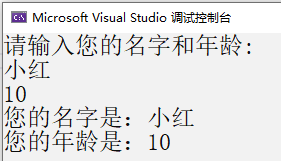 Microsoft Visual Studio 调试控制台
请输入您的名字和年龄:
小红
10
您的名字是：小红
您的年龄是：10